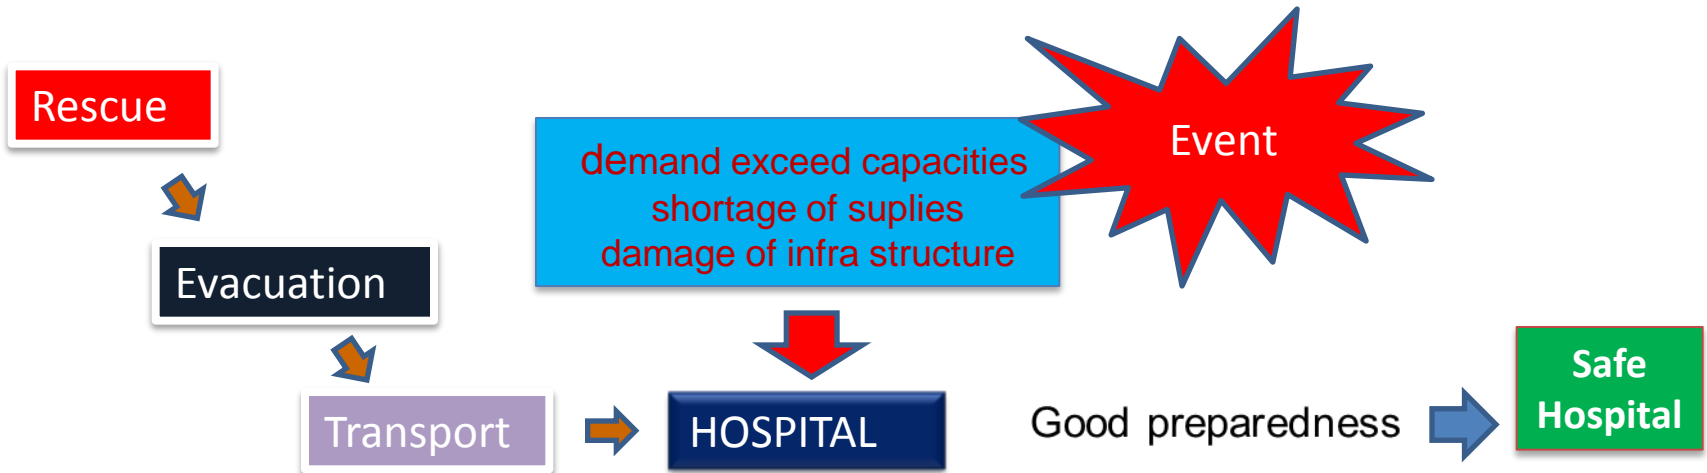 Rescue
Event
demand exceed capacities
shortage of suplies
damage of infra structure
Evacuation
Transport
HOSPITAL
Good preparedness
Safe
Hospital